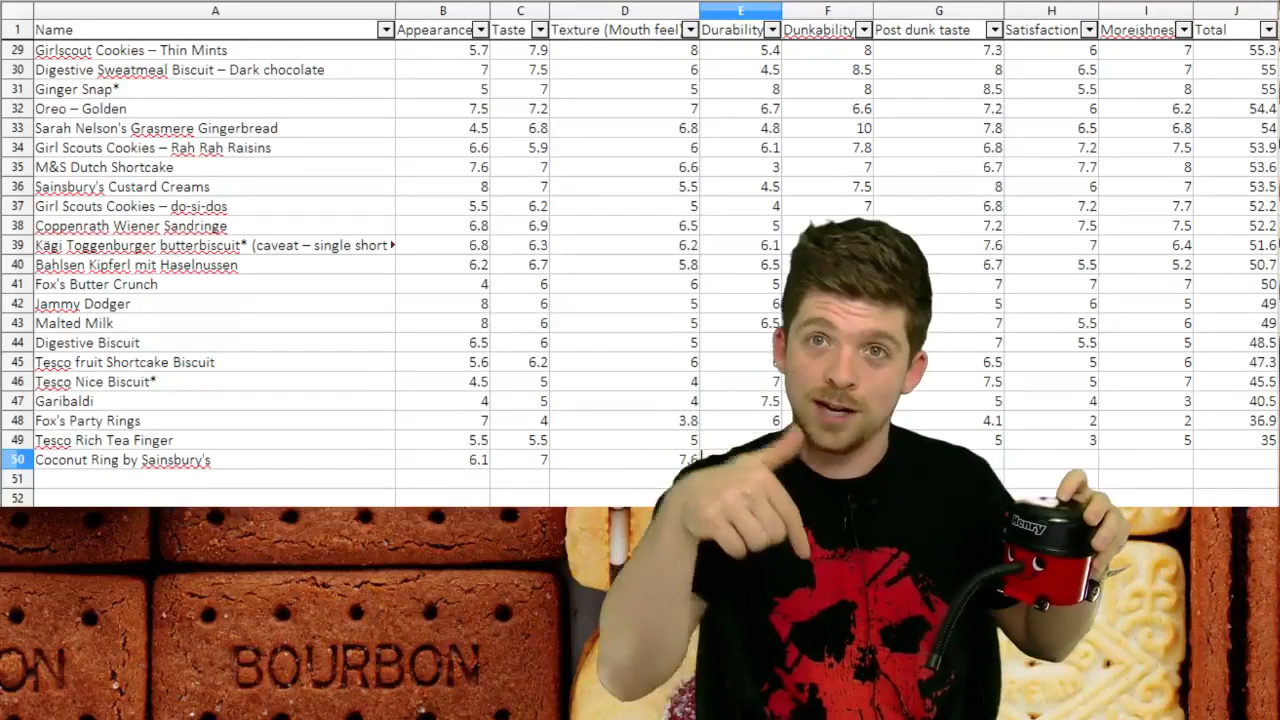 A B C D E F G H I J
1 Name Appearance Taste Texture (Mouth feel) Durability Dunkability Post dunk taste Satisfaction Moreishnes Total
29 Girlscout Cookies – Thin Mints 5.7 7.9 8 5.4 8 7.3 6 7 55.3
30 Digestive Sweatmeal Biscuit – Dark chocolate 7 7.5 6 4.5 8.5 8 6.5 7 55
31 Ginger Snap* 5 7 5 8 8 8.5 5.5 8 55
32 Oreo – Golden 7.5 7.2 7 6.7 6.6 7.2 6 6.2 54.4
33 Sarah Nelson's Grasmere Gingerbread 4.5 6.8 6.8 4.8 10 7.8 6.5 6.8 54
34 Girl Scouts Cookies – Rah Rah Raisins 6.6 5.9 6 6.1 7.8 6.8 7.2 7.5 53.9
35 M&S Dutch Shortcake 7.6 7 6.6 3 7 6.7 7.7 8 53.6
36 Sainsbury's Custard Creams 8 7 5.5 4.5 7.5 8 6 7 53.5
37 Girl Scouts Cookies – do-si-dos 5.5 6.2 5 4 7 6.8 7.2 7.7 52.2
38 Coppenrath Wiener Sandringe 6.8 6.9 6.5 5 7.2 7.5 7.2 52.2
39 Kägi Toggenburger butterbiscuit* (caveat – single short 6.8 6.3 6.2 6.1 7.6 7 6.4 51.6
40 Bahlsen Kipferl mit Haselnussen 6.2 6.7 5.8 6.5 6.7 5.5 5.2 50.7
41 Fox's Butter Crunch 4 6 6 5 7 7 7 50
42 Jammy Dodger 8 6 5 6 5 6 5 49
43 Malted Milk 8 6 5 6.5 7 5.5 6 49
44 Digestive Biscuit 6.5 6 5 7 5.5 5 48.5
45 Tesco fruit Shortcake Biscuit 5.6 6.2 6 6.5 5 6 47.3
46 Tesco Nice Biscuit* 4.5 5 4 7 7.5 5 6 45.5
47 Garibaldi 4 5 4 7.5 5 4 3 40.5
48 Fox's Party Rings 7 4 3.8 6 4.1 2 2 36.9
49 Tesco Rich Tea Finger 5.5 5.5 5 5 3 5 35
50 Coconut Ring by Sainsbury's 6.1 7 7.6
51
52
Henry
ON BOURBON